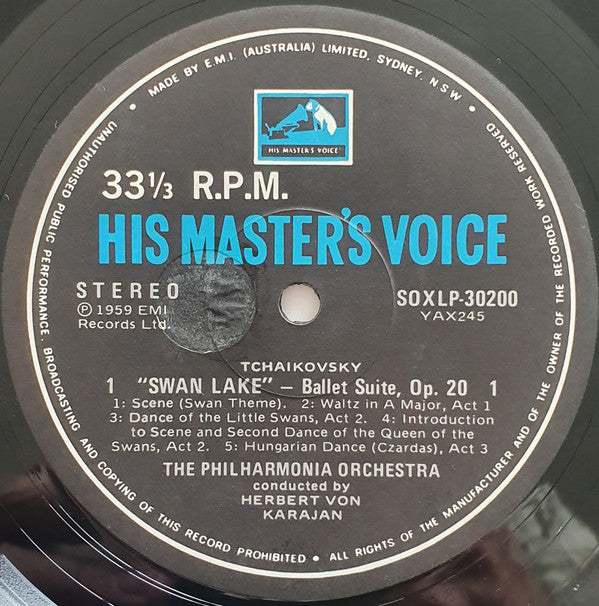 • MADE BY E.M.I. (AUSTRALIA) LIMITED, SYDNEY, N.S.W •
UNAUTHORISED PUBLIC PERFORMANCE, BROADCASTING AND COPYING OF THIS RECORD PROHIBITED • ALL RIGHTS OF THE MANUFACTURER AND OF THE OWNER OF THE RECORDED WORK RESERVED
HIS MASTER'S VOICE
33⅓ R.P.M.
HIS MASTER'S VOICE
STEREO
SOXLP-30200
℗ 1959 EMI
YAX245
Records Ltd.
TCHAIKOVSKY
1 "SWAN LAKE" – Ballet Suite, Op. 20 1
1: Scene (Swan Theme). 2: Waltz in A Major, Act 1
3: Dance of the Little Swans, Act 2. 4: Introduction
to Scene and Second Dance of the Queen of the
Swans, Act 2. 5: Hungarian Dance (Czardas), Act 3
THE PHILHARMONIA ORCHESTRA
conducted by
HERBERT VON
KARAJAN